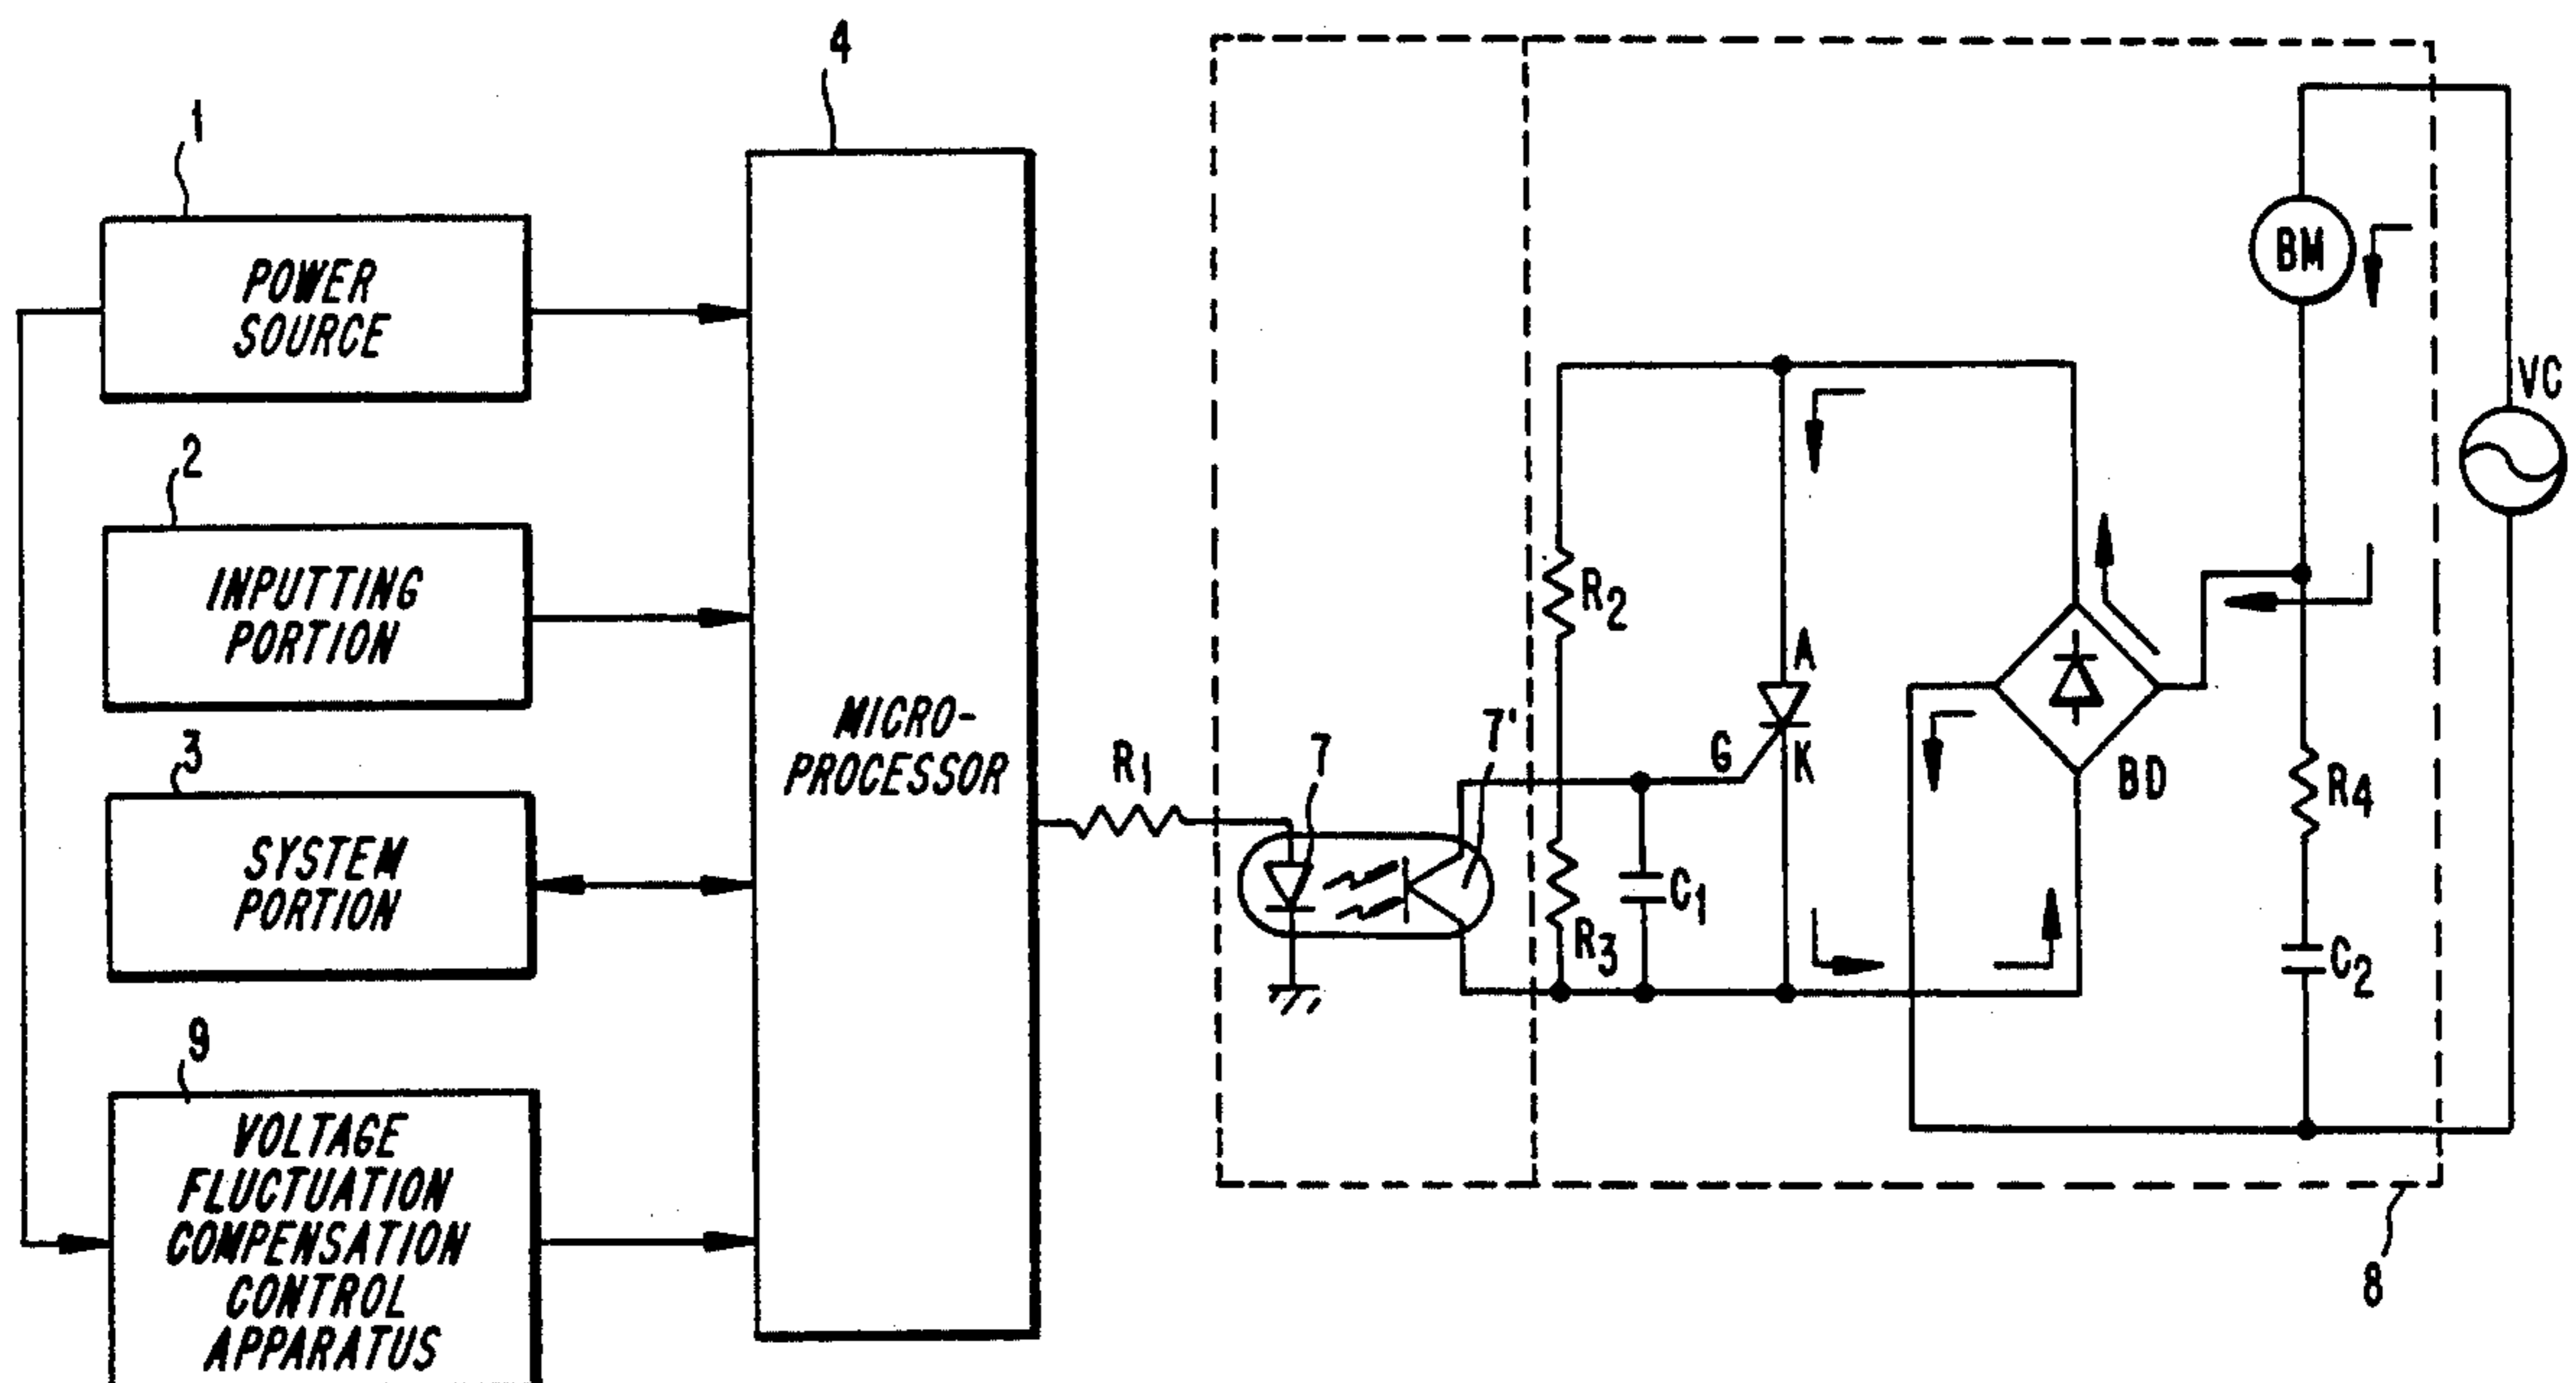 1
POWER
SOURCE
2
INPUTTING
PORTION
3
SYSTEM
PORTION
9
VOLTAGE
FLUCTUATION
COMPENSATION
CONTROL
APPARATUS
4
MICRO-
PROCESSOR
R1
7
7'
R2
R3
C1
G
A
K
BD
BM
R4
C2
VC
8